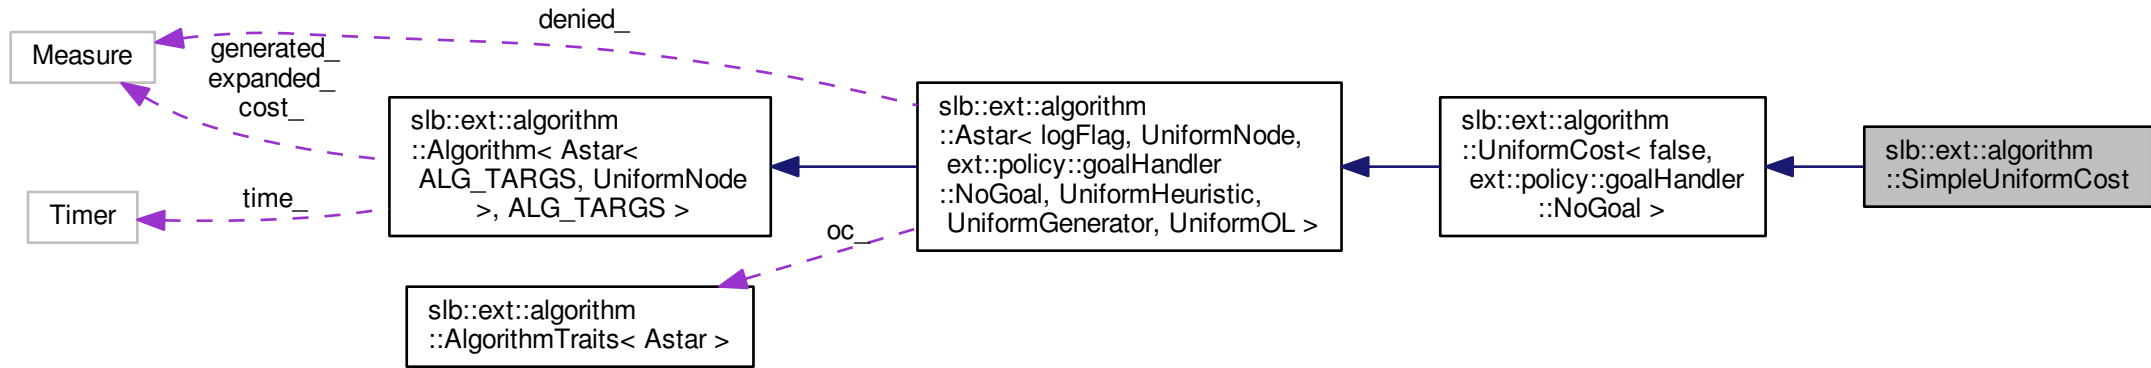 denied_
Measure
generated_
expanded_
cost_
slb::ext::algorithm
::Algorithm< Astar<
ALG_TARGS, UniformNode
>, ALG_TARGS >
Timer
time_
slb::ext::algorithm
::Astar< logFlag, UniformNode,
ext::policy::goalHandler
::NoGoal, UniformHeuristic,
UniformGenerator, UniformOL >
oc_
slb::ext::algorithm
::AlgorithmTraits< Astar >
slb::ext::algorithm
::UniformCost< false,
ext::policy::goalHandler
::NoGoal >
slb::ext::algorithm
::SimpleUniformCost